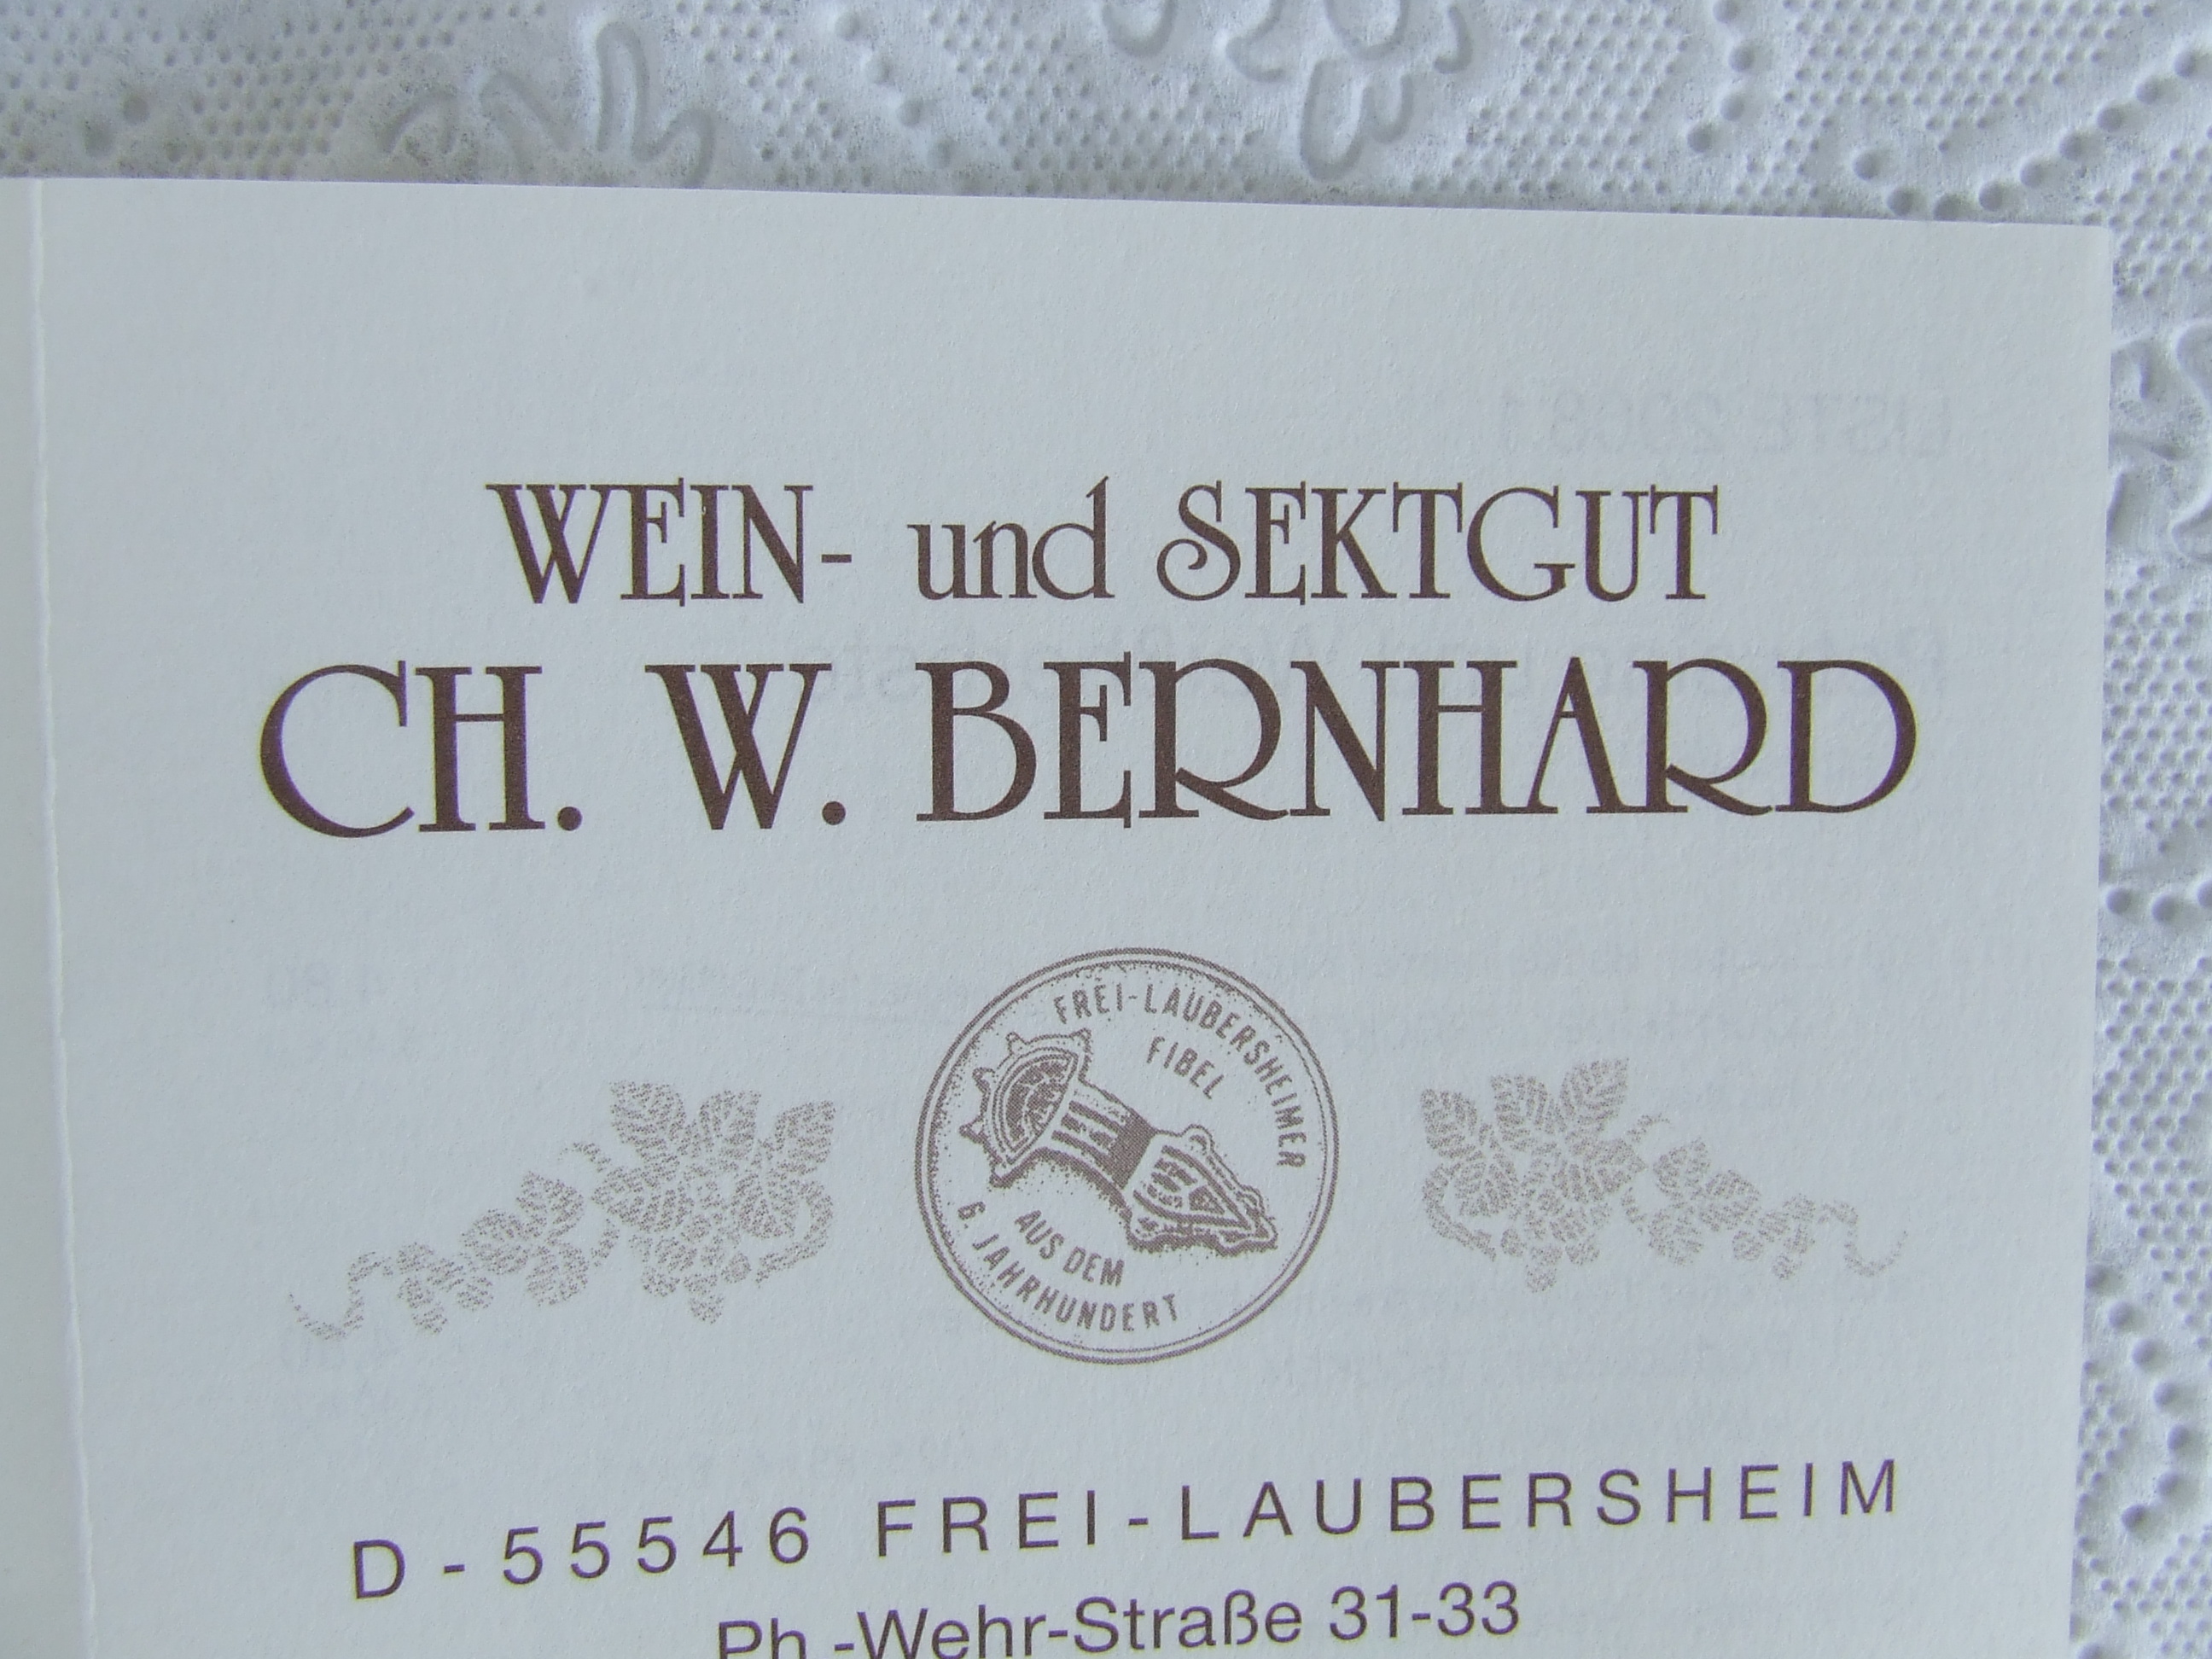 WEIN- und SEKTGUT
CH. W. BERNHARD
FREI-LAUBERSHEIMER
FIBEL
AUS DEM
6. JAHRHUNDERT
D-55546 FREI-LAUBERSHEIM
Ph.-Wehr-Straße 31-33